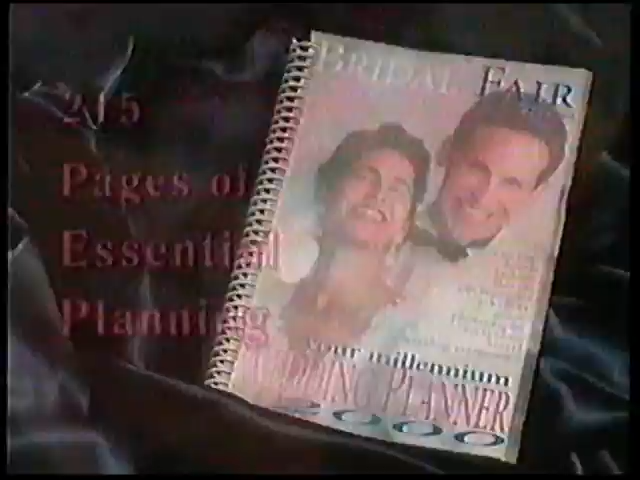 215
Pages of
Essential
Planning
BRIDAL FAIR
your millennium
WEDDING PLANNER
2000